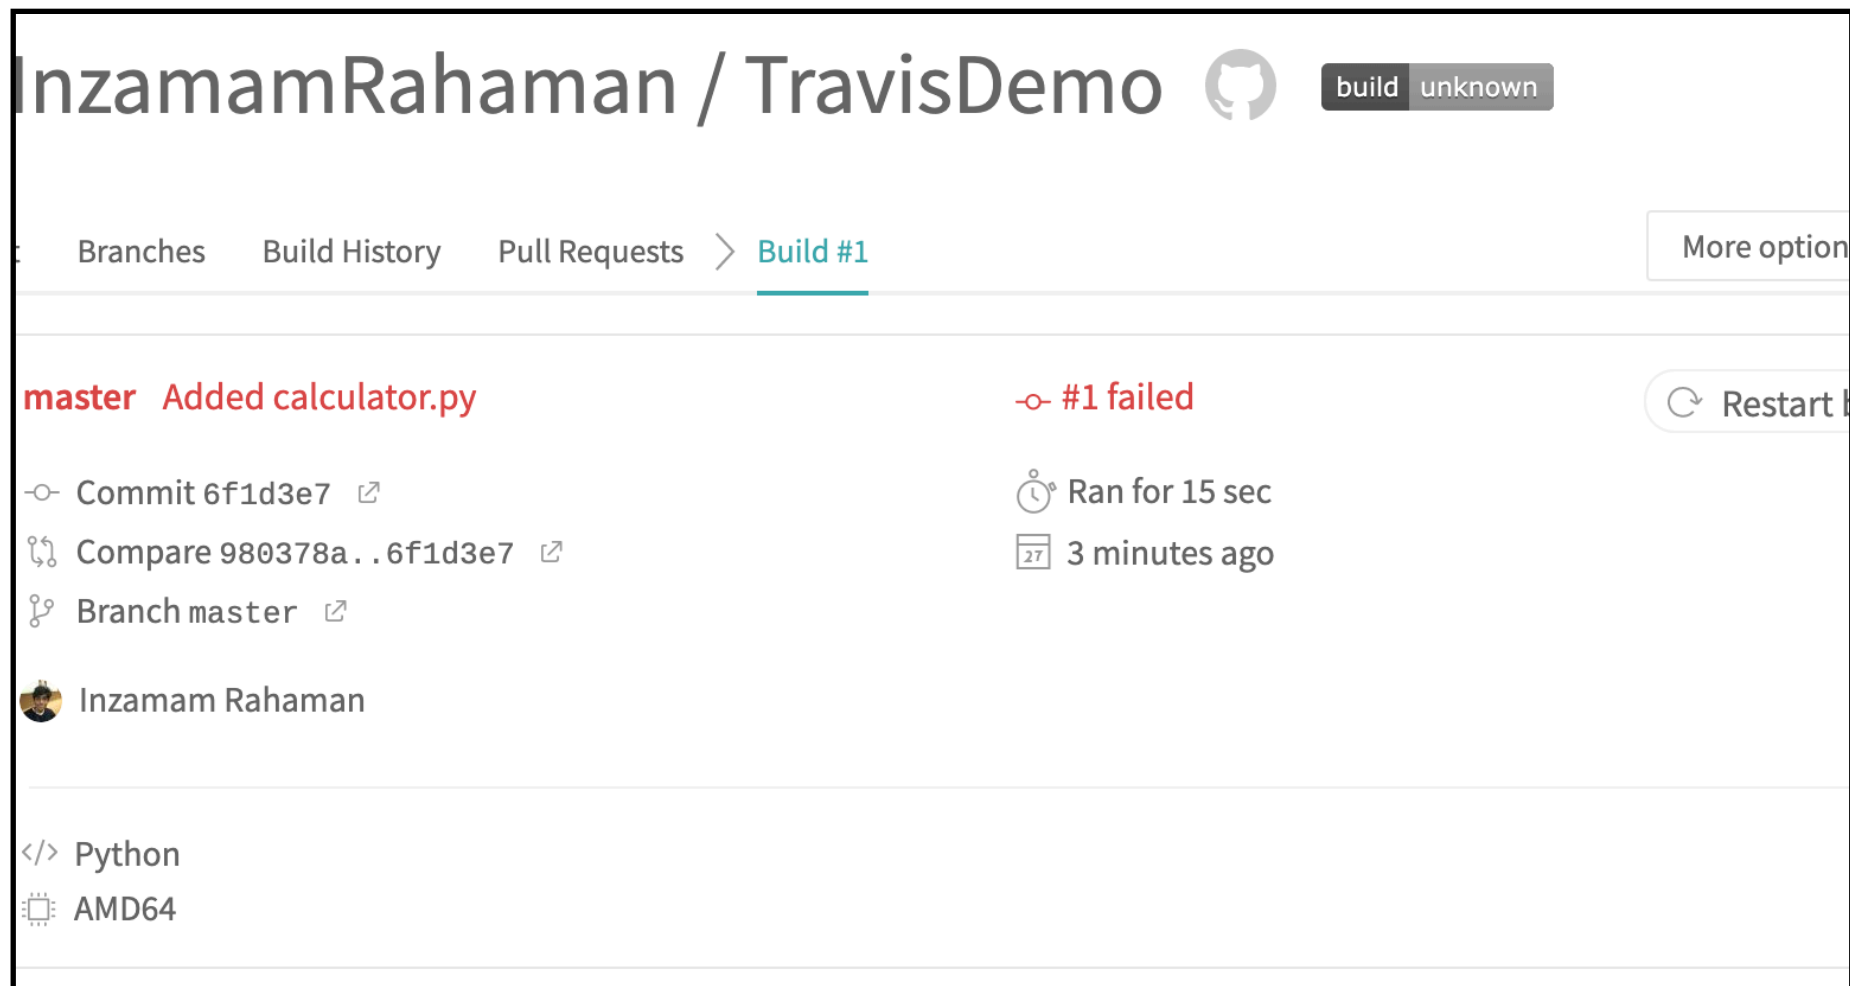 InzamamRahaman / TravisDemo build unknown
Branches Build History Pull Requests Build #1 More option
master Added calculator.py #1 failed Restart
Commit 6f1d3e7 Ran for 15 sec
Compare 980378a..6f1d3e7 27 3 minutes ago
Branch master
Inzamam Rahaman
</> Python
AMD64